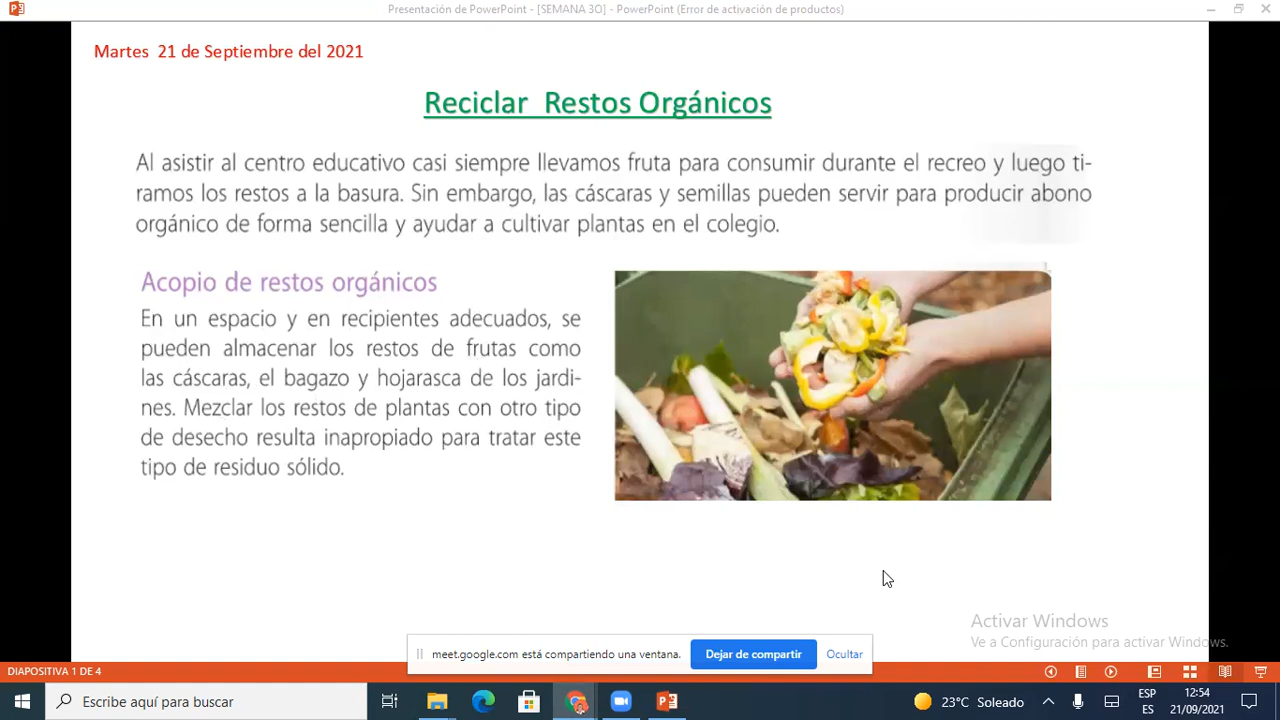 Presentación de PowerPoint - [SEMANA 3O] - PowerPoint (Error de activación de productos)
Martes 21 de Septiembre del 2021
Reciclar Restos Orgánicos
Al asistir al centro educativo casi siempre llevamos fruta para consumir durante el recreo y luego ti-
ramos los restos a la basura. Sin embargo, las cáscaras y semillas pueden servir para producir abono
orgánico de forma sencilla y ayudar a cultivar plantas en el colegio.
Acopio de restos orgánicos
En un espacio y en recipientes adecuados, se
pueden almacenar los restos de frutas como
las cáscaras, el bagazo y hojarasca de los jardi-
nes. Mezclar los restos de plantas con otro tipo
de desecho resulta inapropiado para tratar este
tipo de residuo sólido.
Activar Windows
Ve a Configuración para activar Windows.
meet.google.com está compartiendo una ventana.
Dejar de compartir
Ocultar
DIAPOSITIVA 1 DE 4
Escribe aquí para buscar
23°C Soleado
ESP
ES
12:54
21/09/2021